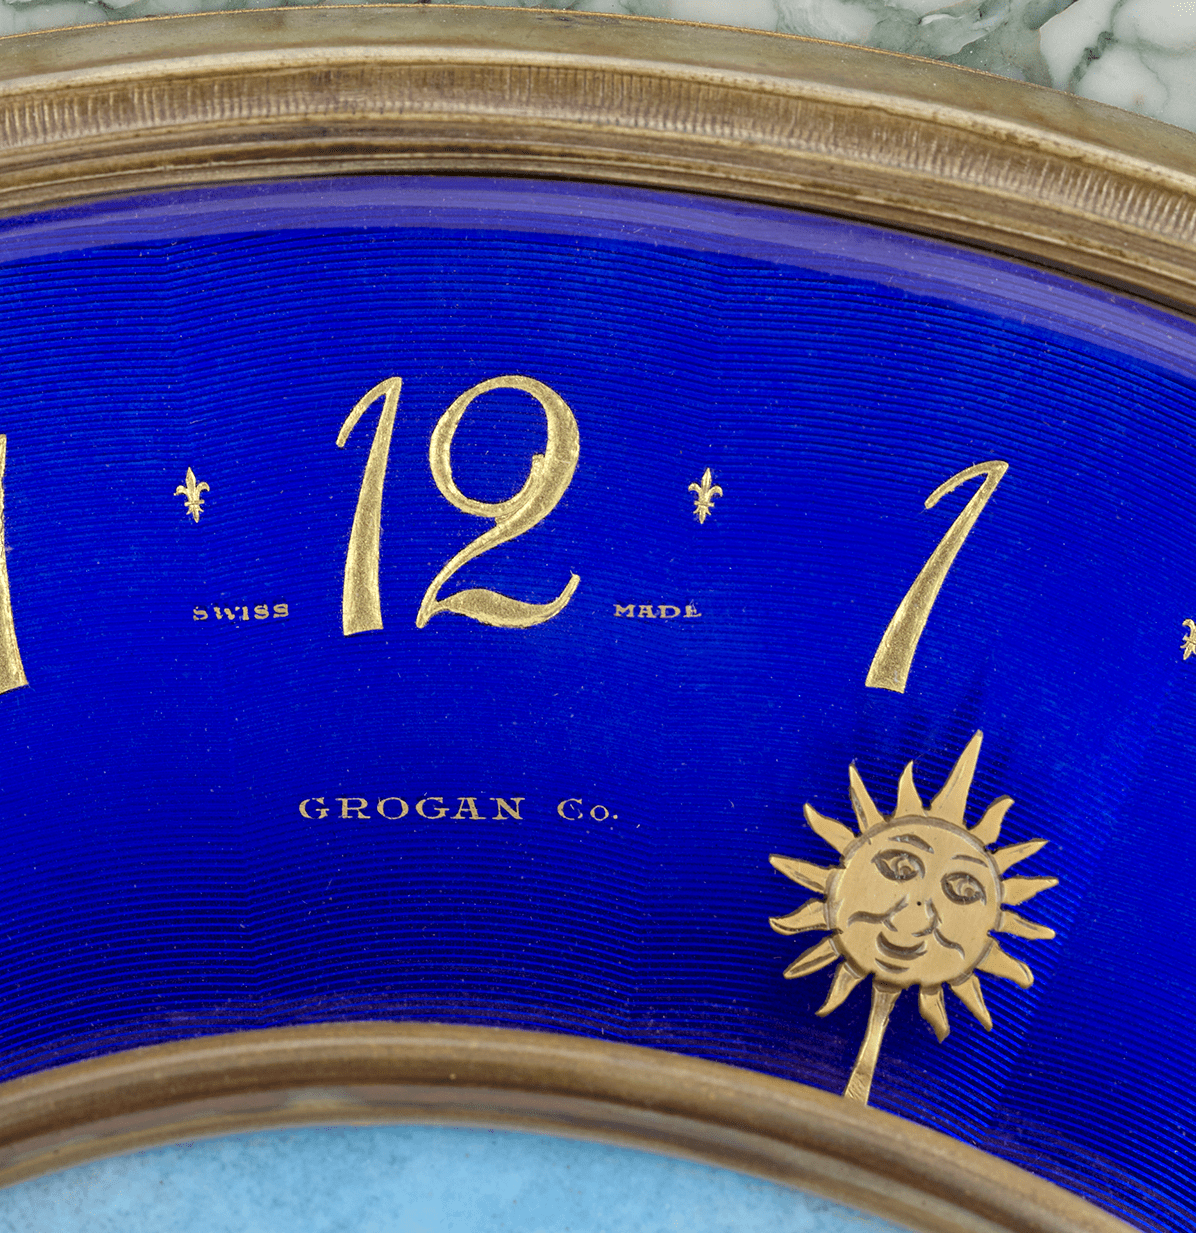 12
1
SWISS MADE
GROGAN Co.